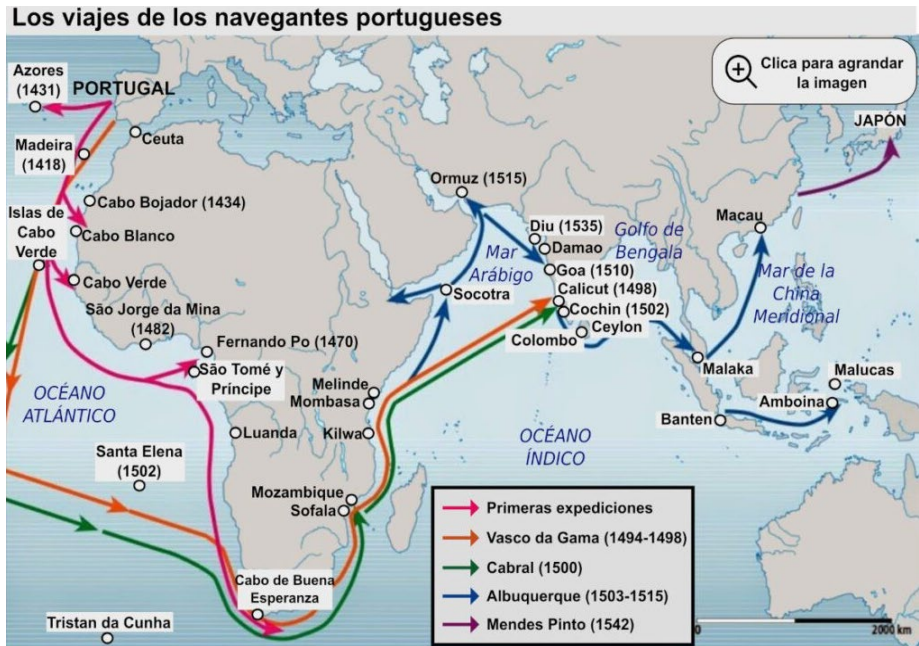 Los viajes de los navegantes portugueses
Clica para agrandar
la imagen
Azores
(1431)
PORTUGAL
Ceuta
Madeira
(1418)
JAPÓN
Ormuz (1515)
Cabo Bojador (1434)
Islas de
Cabo
Verde
Cabo Blanco
Macau
Diu (1535)
Damao
Golfo de
Bengala
Mar
Arábigo
Goa (1510)
Mar de la
China
Meridional
Cabo Verde
Socotra
Calicut (1498)
Cochin (1502)
São Jorge da Mina
(1482)
Ceylon
Colombo
Fernando Po (1470)
São Tomé y
Príncipe
Malaka
Malucas
Melinde
Mombasa
Amboina
OCÉANO
ATLÁNTICO
Banten
Luanda
Kilwa
OCÉANO
ÍNDICO
Santa Elena
(1502)
Mozambique
Sofala
Primeras expediciones
Vasco da Gama (1494-1498)
Cabral (1500)
Albuquerque (1503-1515)
Mendes Pinto (1542)
Cabo de Buena
Esperanza
Tristan da Cunha
0
2000 km